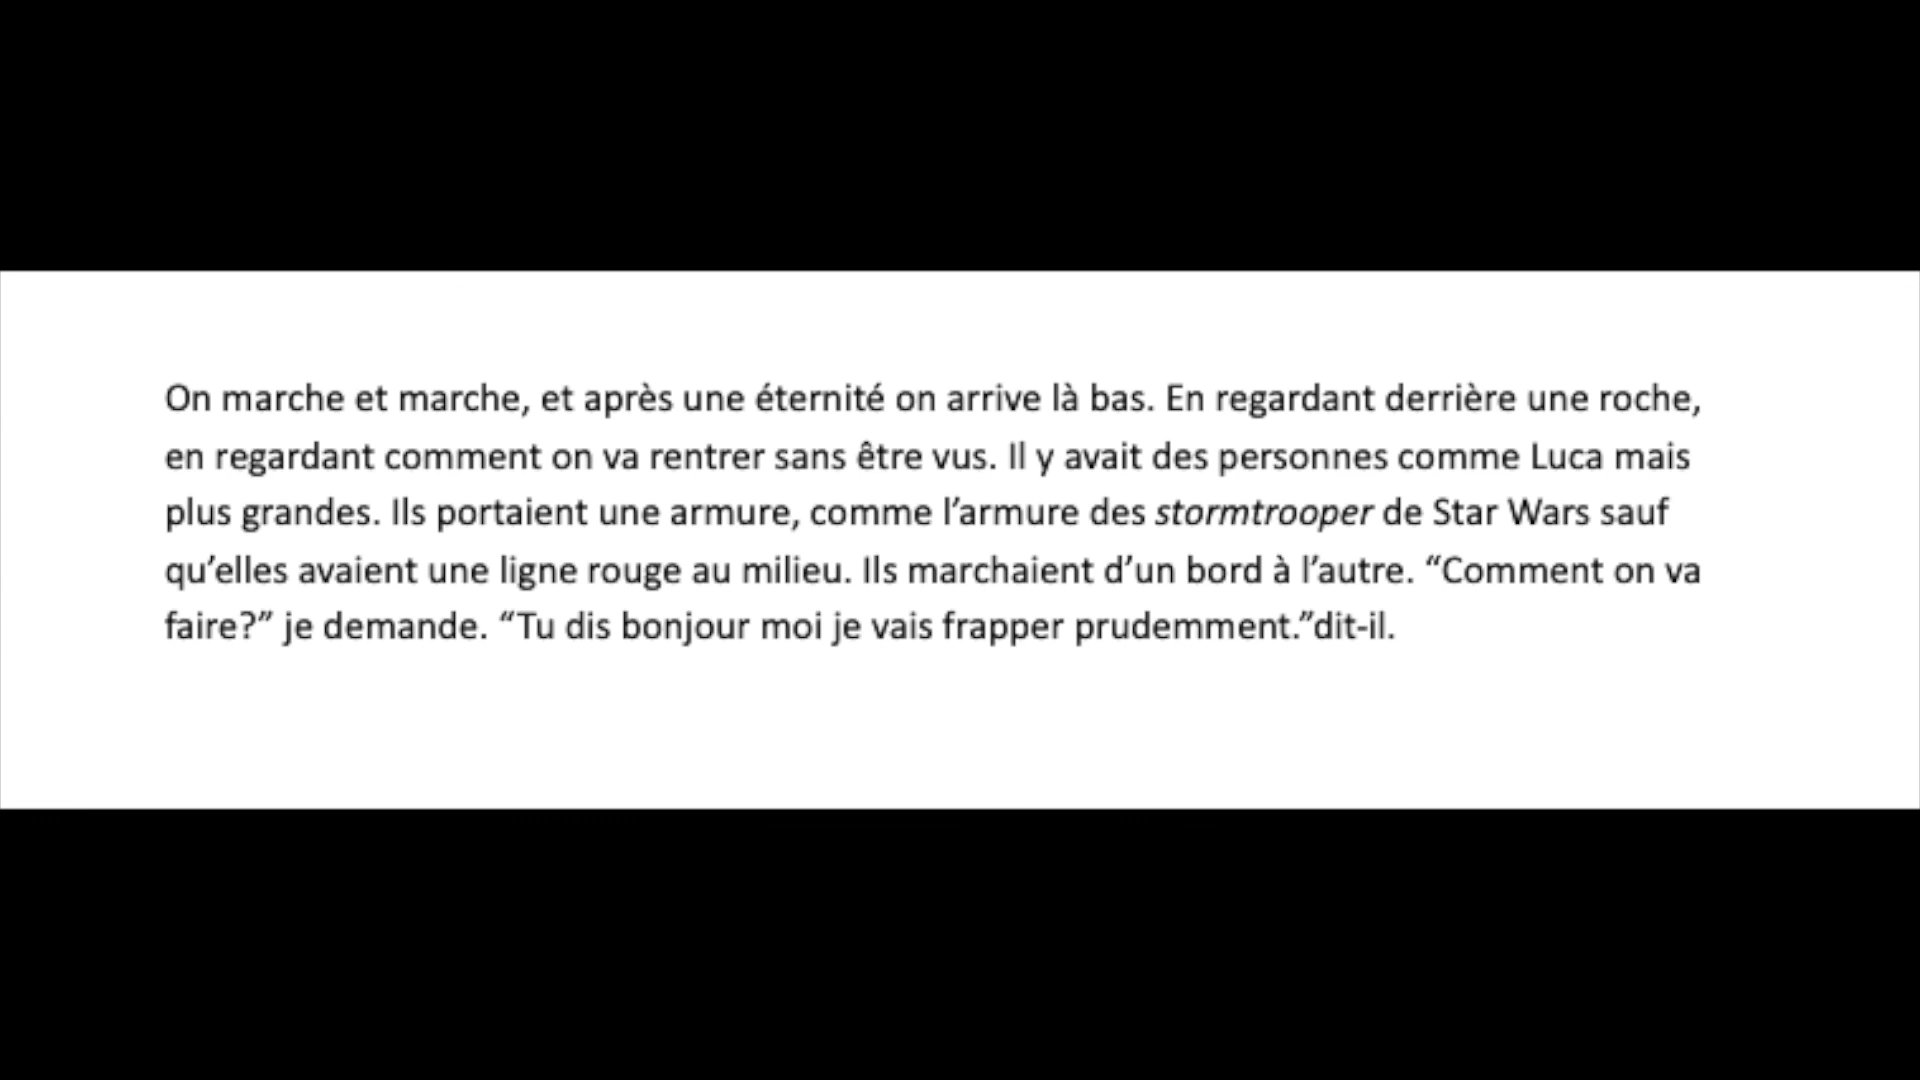 On marche et marche, et après une éternité on arrive là bas. En regardant derrière une roche,
en regardant comment on va rentrer sans être vus. Il y avait des personnes comme Luca mais
plus grandes. Ils portaient une armure, comme l’armure des stormtrooper de Star Wars sauf
qu’elles avaient une ligne rouge au milieu. Ils marchaient d’un bord à l’autre. “Comment on va
faire?” je demande. “Tu dis bonjour moi je vais frapper prudemment.”dit-il.